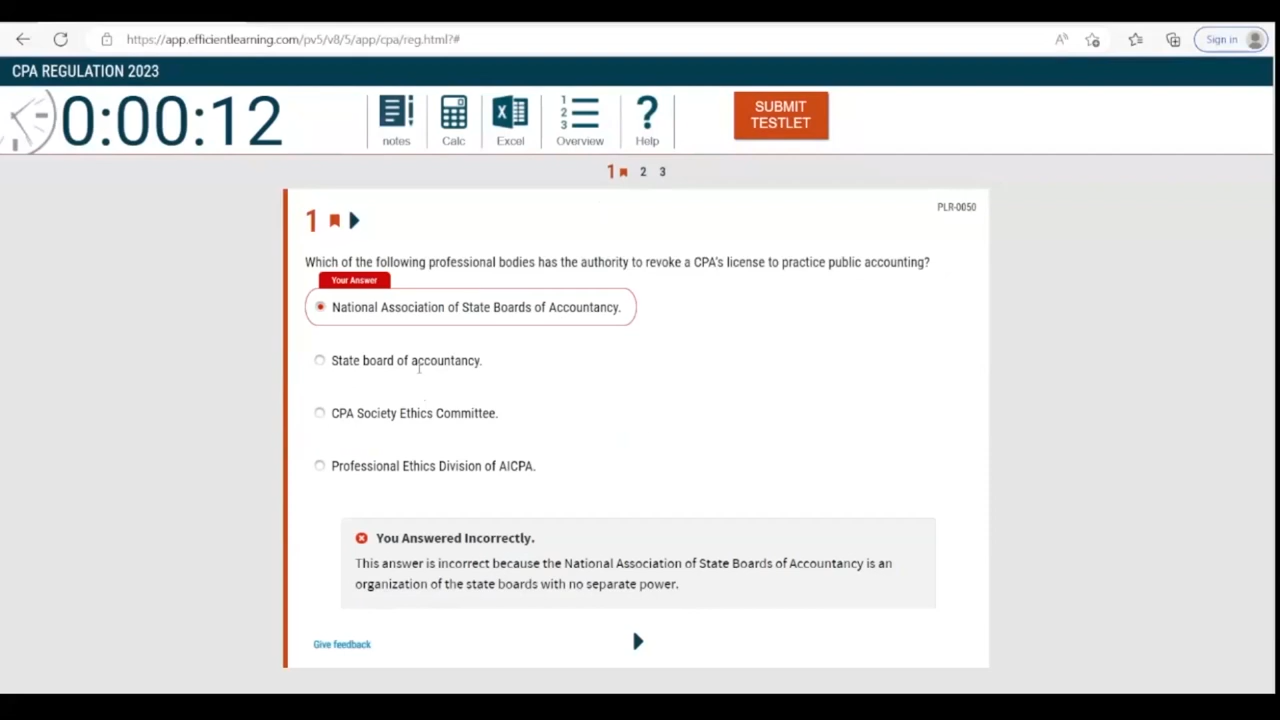 https://app.efficientlearning.com/pv5/v8/5/app/cpa/reg.html?#
Sign in
CPA REGULATION 2023
0:00:12
notes
Calc
Excel
Overview
Help
SUBMIT
TESTLET
1 2 3
1
PLR-0050
Which of the following professional bodies has the authority to revoke a CPA's license to practice public accounting?
Your Answer
National Association of State Boards of Accountancy.
State board of accountancy.
CPA Society Ethics Committee.
Professional Ethics Division of AICPA.
You Answered Incorrectly.
This answer is incorrect because the National Association of State Boards of Accountancy is an
organization of the state boards with no separate power.
Give feedback